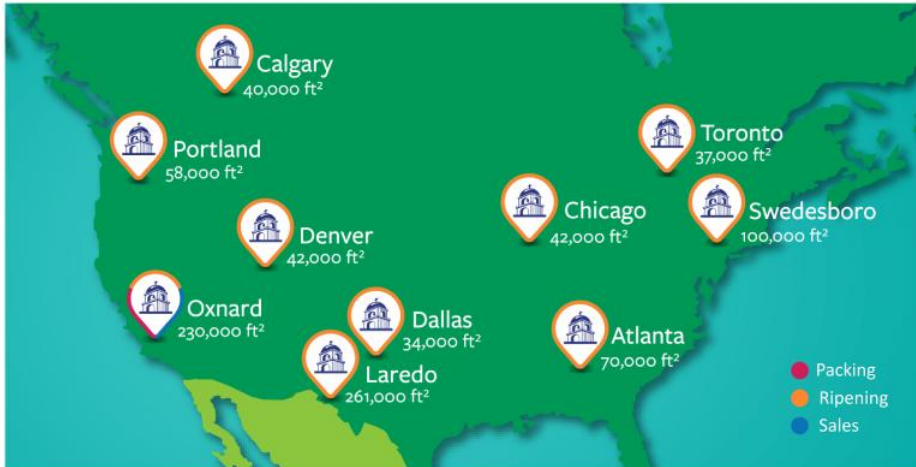 Calgary
40,000 ft²
Portland
58,000 ft²
Toronto
37,000 ft²
Chicago
42,000 ft²
Swedesboro
100,000 ft²
Denver
42,000 ft²
Oxnard
230,000 ft²
Dallas
34,000 ft²
Atlanta
70,000 ft²
Laredo
261,000 ft²
Packing
Ripening
Sales